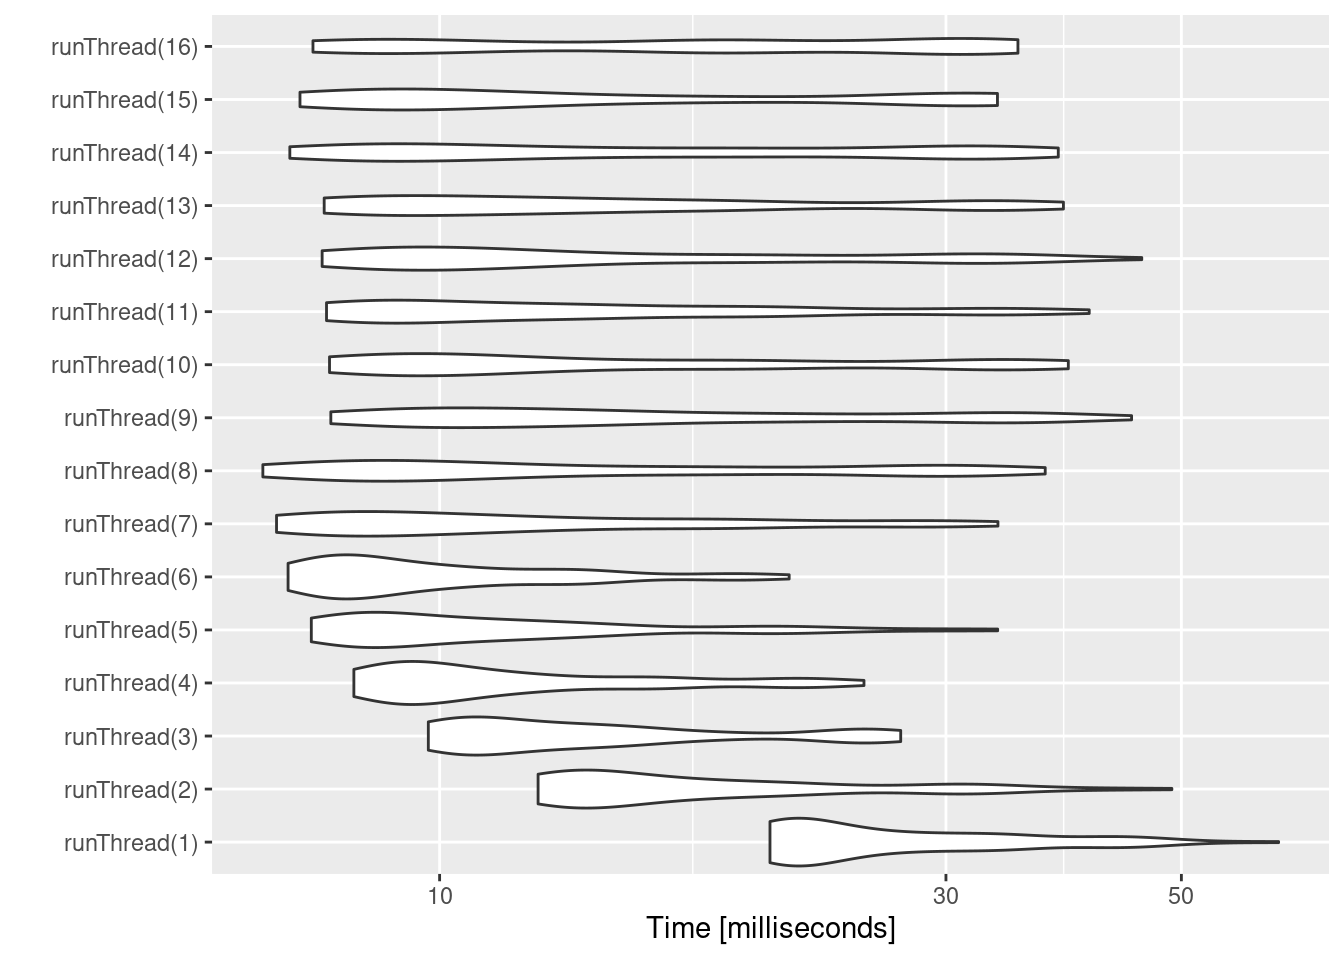 runThread(16)
runThread(15)
runThread(14)
runThread(13)
runThread(12)
runThread(11)
runThread(10)
runThread(9)
runThread(8)
runThread(7)
runThread(6)
runThread(5)
runThread(4)
runThread(3)
runThread(2)
runThread(1)
10 30 50
Time [milliseconds]